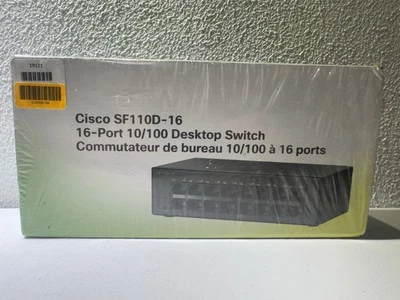 Cisco SF110D-16
16-Port 10/100 Desktop Switch
Commutateur de bureau 10/100 à 16 ports